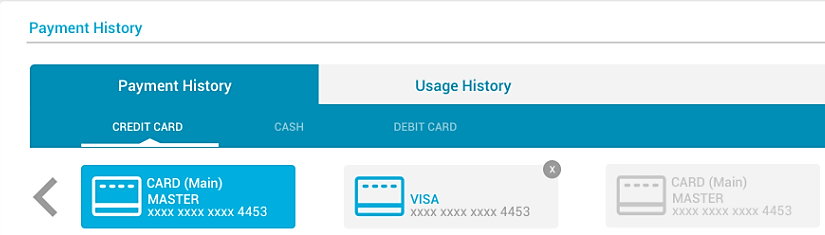 Payment History
Payment History Usage History
CREDIT CARD CASH DEBIT CARD
x
CARD (Main)
MASTER
xxxx xxxx xxxx 4453
VISA
xxxx xxxx xxxx 4453
CARD (Main)
MASTER
xxxx xxxx xxxx 4453